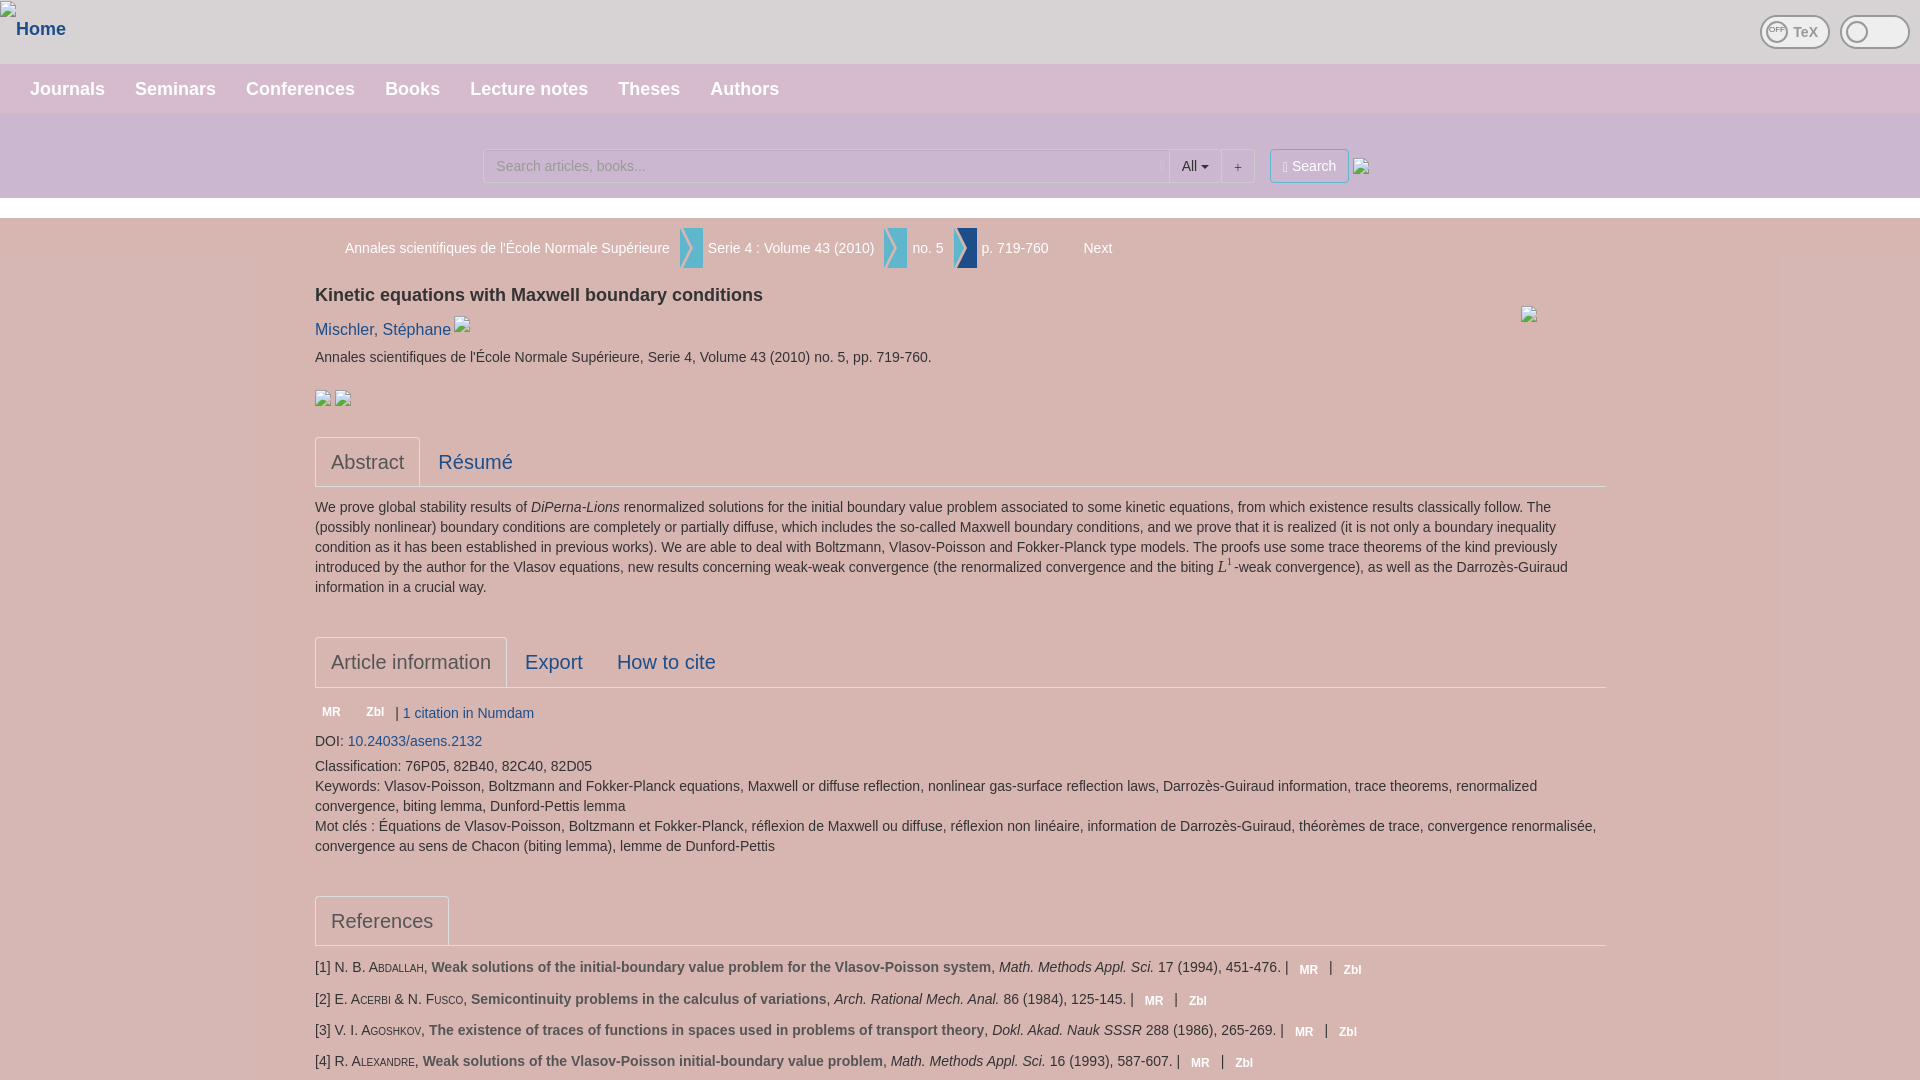 Home
OFF TeX
Journals Seminars Conferences Books Lecture notes Theses Authors
Search articles, books... All + Search
Annales scientifiques de l'École Normale Supérieure Serie 4 : Volume 43 (2010) no. 5 p. 719-760 Next
Kinetic equations with Maxwell boundary conditions
Mischler, Stéphane
Annales scientifiques de l'École Normale Supérieure, Serie 4, Volume 43 (2010) no. 5, pp. 719-760.
Abstract Résumé
We prove global stability results of DiPerna-Lions renormalized solutions for the initial boundary value problem associated to some kinetic equations, from which existence results classically follow. The
(possibly nonlinear) boundary conditions are completely or partially diffuse, which includes the so-called Maxwell boundary conditions, and we prove that it is realized (it is not only a boundary inequality
condition as it has been established in previous works). We are able to deal with Boltzmann, Vlasov-Poisson and Fokker-Planck type models. The proofs use some trace theorems of the kind previously
introduced by the author for the Vlasov equations, new results concerning weak-weak convergence (the renormalized convergence and the biting L¹-weak convergence), as well as the Darrozès-Guiraud
information in a crucial way.
Article information Export How to cite
MR Zbl | 1 citation in Numdam
DOI: 10.24033/asens.2132
Classification: 76P05, 82B40, 82C40, 82D05
Keywords: Vlasov-Poisson, Boltzmann and Fokker-Planck equations, Maxwell or diffuse reflection, nonlinear gas-surface reflection laws, Darrozès-Guiraud information, trace theorems, renormalized
convergence, biting lemma, Dunford-Pettis lemma
Mot clés : Équations de Vlasov-Poisson, Boltzmann et Fokker-Planck, réflexion de Maxwell ou diffuse, réflexion non linéaire, information de Darrozès-Guiraud, théorèmes de trace, convergence renormalisée,
convergence au sens de Chacon (biting lemma), lemme de Dunford-Pettis
References
[1] N. B. Abdallah, Weak solutions of the initial-boundary value problem for the Vlasov-Poisson system, Math. Methods Appl. Sci. 17 (1994), 451-476. | MR | Zbl
[2] E. Acerbi & N. Fusco, Semicontinuity problems in the calculus of variations, Arch. Rational Mech. Anal. 86 (1984), 125-145. | MR | Zbl
[3] V. I. Agoshkov, The existence of traces of functions in spaces used in problems of transport theory, Dokl. Akad. Nauk SSSR 288 (1986), 265-269. | MR | Zbl
[4] R. Alexandre, Weak solutions of the Vlasov-Poisson initial-boundary value problem, Math. Methods Appl. Sci. 16 (1993), 587-607. | MR | Zbl